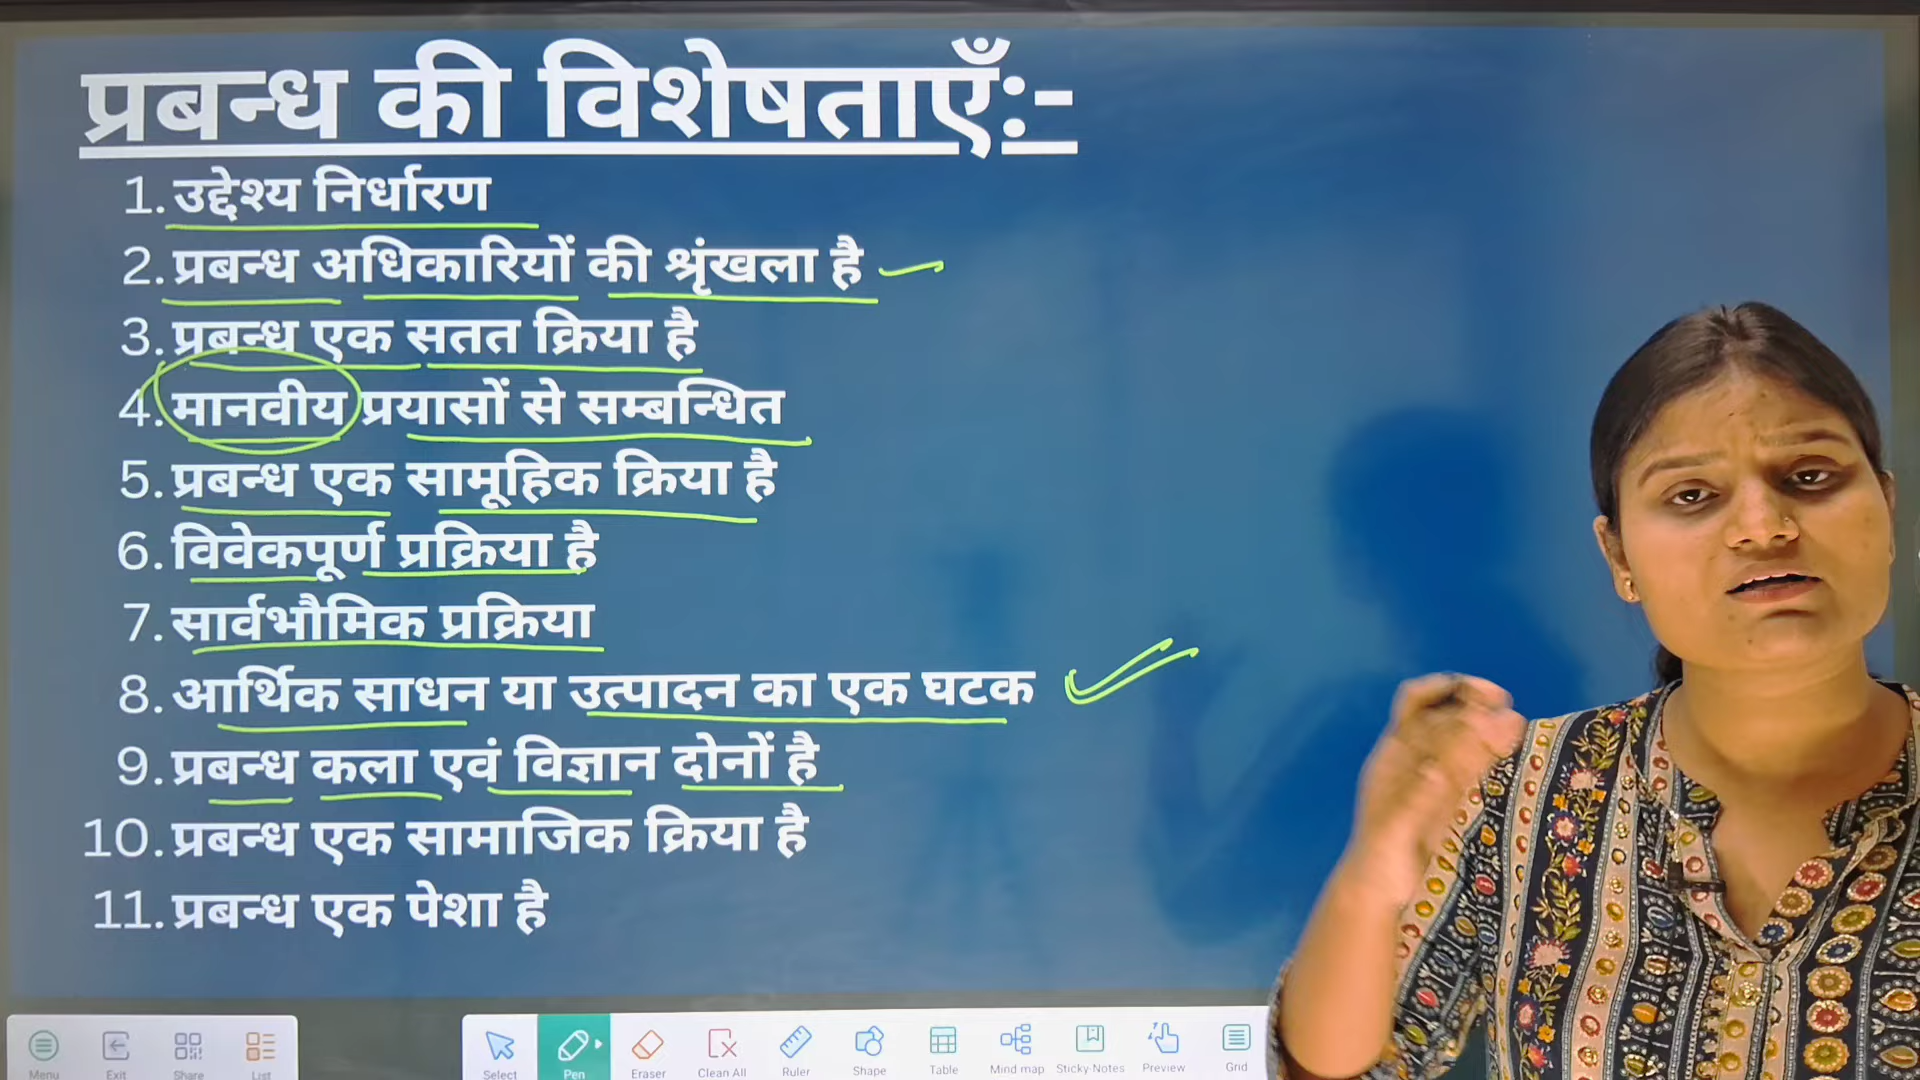 प्रबन्ध की विशेषताएँ:-
1. उद्देश्य निर्धारण
2. प्रबन्ध अधिकारियों की श्रृंखला है
3. प्रबन्ध एक सतत क्रिया है
4. मानवीय प्रयासों से सम्बन्धित
5. प्रबन्ध एक सामूहिक क्रिया है
6. विवेकपूर्ण प्रक्रिया है
7. सार्वभौमिक प्रक्रिया
8. आर्थिक साधन या उत्पादन का एक घटक
9. प्रबन्ध कला एवं विज्ञान दोनों है
10. प्रबन्ध एक सामाजिक क्रिया है
11. प्रबन्ध एक पेशा है
Menu Exit Share List Select Pen Eraser Clean All Ruler Shape Table Mind map Sticky Notes Preview Grid